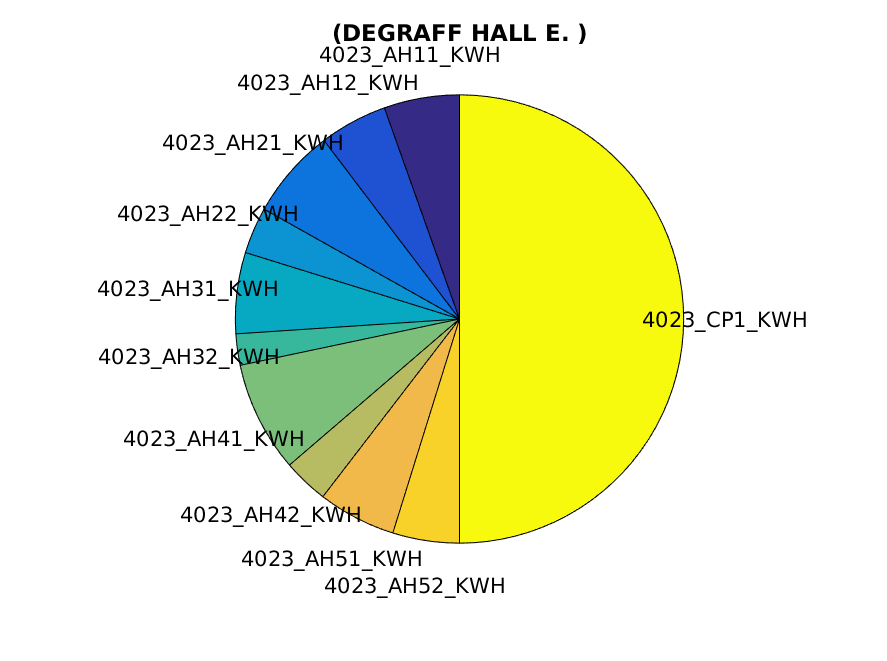 (DEGRAFF HALL E. )
4023_AH11_KWH
4023_AH12_KWH
4023_AH21_KWH
4023_AH22_KWH
4023_AH31_KWH
4023_CP1_KWH
4023_AH32_KWH
4023_AH41_KWH
4023_AH42_KWH
4023_AH51_KWH
4023_AH52_KWH